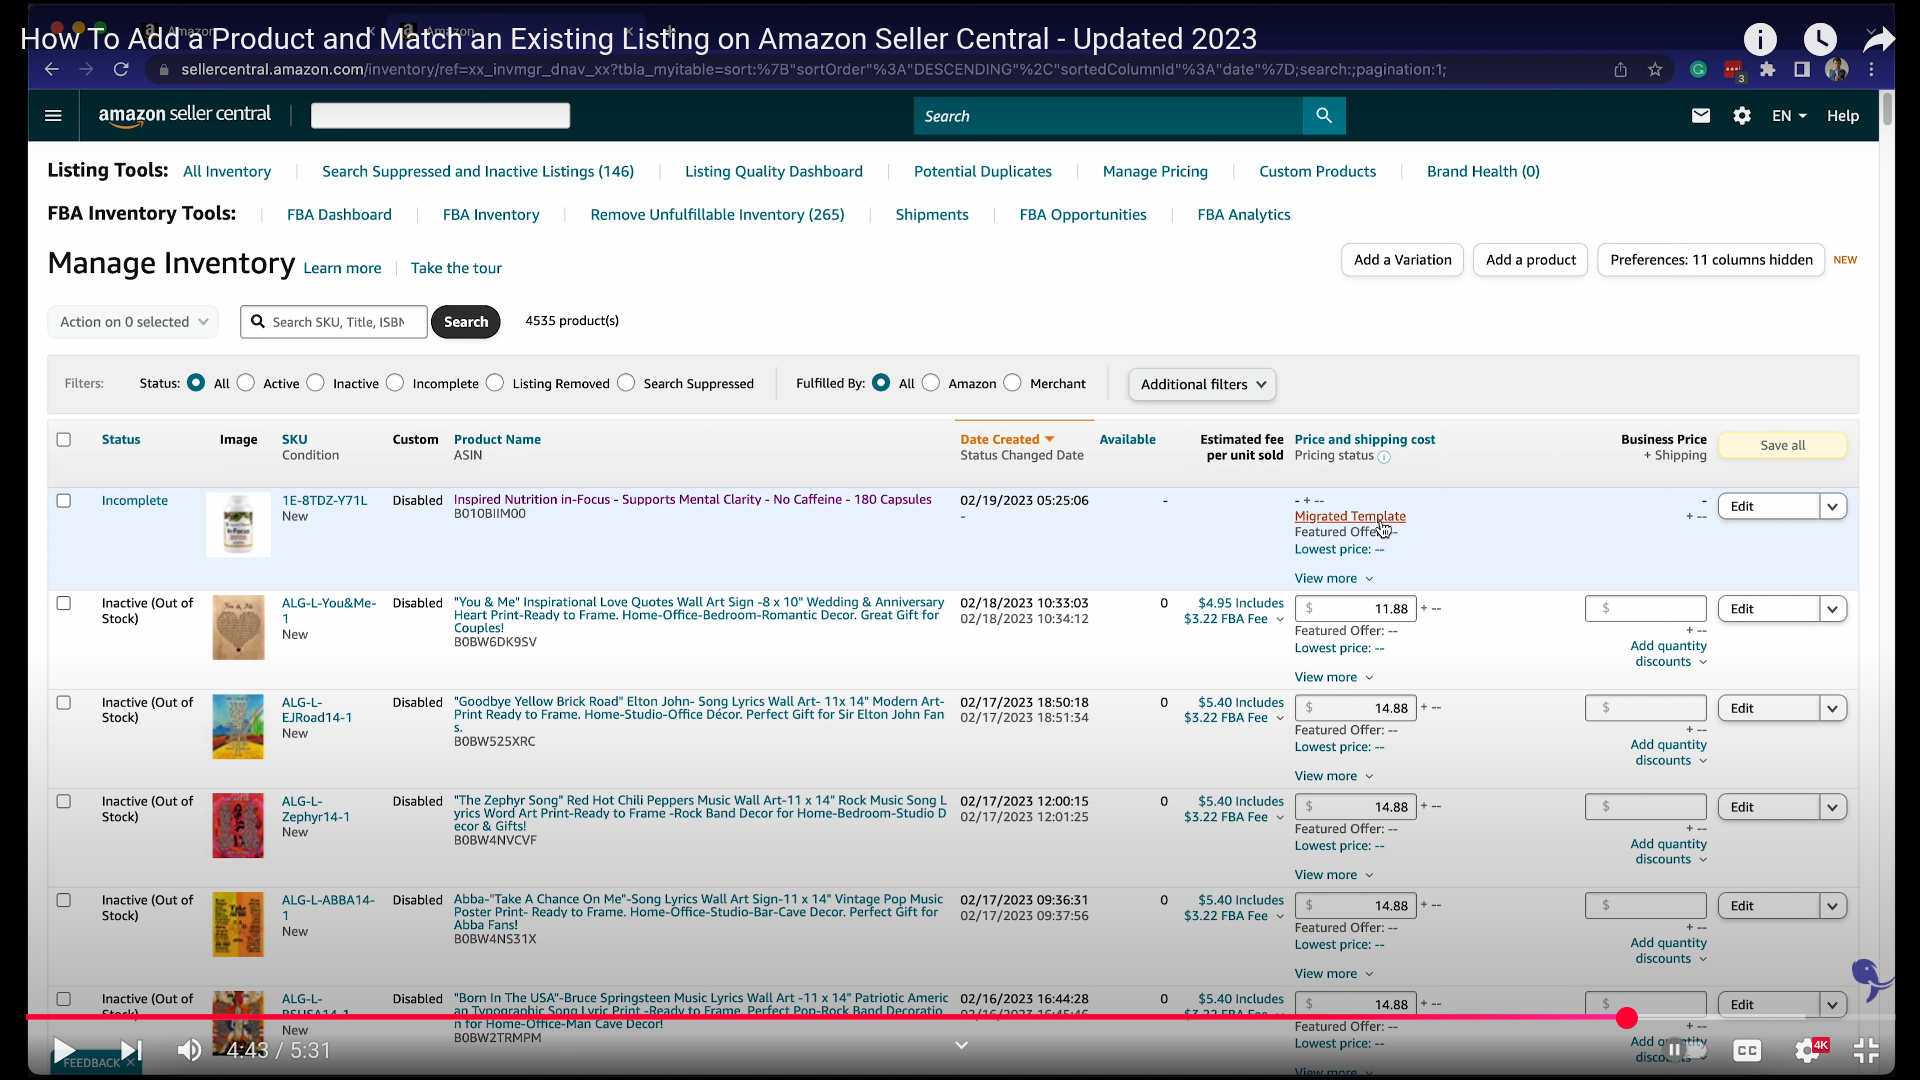 How To Add a Product and Match an Existing Listing on Amazon Seller Central - Updated 2023
sellercentral.amazon.com/inventory/ref=xx_invmgr_dnav_xx?tbla_myitable=sort:%7B"sortOrder"%3A"DESCENDING"%2C"sortedColumnId"%3A"date"%7D;search:;pagination:1;
3
amazon seller central
Search
EN
Help
Listing Tools: All Inventory Search Suppressed and Inactive Listings (146) Listing Quality Dashboard Potential Duplicates Manage Pricing Custom Products Brand Health (0)
FBA Inventory Tools: FBA Dashboard FBA Inventory Remove Unfulfillable Inventory (265) Shipments FBA Opportunities FBA Analytics
Manage Inventory Learn more Take the tour
Add a Variation Add a product Preferences: 11 columns hidden NEW
Action on 0 selected Search SKU, Title, ISBN Search 4535 product(s)
Filters: Status: All Active Inactive Incomplete Listing Removed Search Suppressed Fulfilled By: All Amazon Merchant Additional filters
Status Image SKU Custom Product Name Date Created Available Estimated fee Price and shipping cost Business Price Save all
Condition ASIN Status Changed Date per unit sold Pricing status + Shipping
Incomplete 1E-8TDZ-Y71L Disabled Inspired Nutrition in-Focus - Supports Mental Clarity - No Caffeine - 180 Capsules 02/19/2023 05:25:06 - - + -- - Edit
New B010BIIM00 - Migrated Template + --
Featured Offer: --
Lowest price: --
View more
Inactive (Out of ALG-L-You&Me- Disabled "You & Me" Inspirational Love Quotes Wall Art Sign -8 x 10" Wedding & Anniversary 02/18/2023 10:33:03 0 $4.95 Includes $ 11.88 + -- $ Edit
Stock) 1 Heart Print-Ready to Frame. Home-Office-Bedroom-Romantic Decor. Great Gift for 02/18/2023 10:34:12 $3.22 FBA Fee
New Couples! Featured Offer: -- + --
B0BW6DK9SV Lowest price: -- Add quantity
discounts
View more
Inactive (Out of ALG-L- Disabled "Goodbye Yellow Brick Road" Elton John- Song Lyrics Wall Art- 11x 14" Modern Art- 02/17/2023 18:50:18 0 $5.40 Includes $ 14.88 + -- $ Edit
Stock) EJRoad14-1 Print Ready to Frame. Home-Studio-Office Décor. Perfect Gift for Sir Elton John Fan 02/17/2023 18:51:34 $3.22 FBA Fee
New s. Featured Offer: -- + --
B0BW525XRC Lowest price: -- Add quantity
discounts
View more
Inactive (Out of ALG-L- Disabled "The Zephyr Song" Red Hot Chili Peppers Music Wall Art-11 x 14" Rock Music Song L 02/17/2023 12:00:15 0 $5.40 Includes $ 14.88 + -- $ Edit
Stock) Zephyr14-1 yrics Word Art Print-Ready to Frame -Rock Band Decor for Home-Bedroom-Studio D 02/17/2023 12:01:25 $3.22 FBA Fee
New ecor & Gifts! Featured Offer: -- + --
B0BW4NVCVF Lowest price: -- Add quantity
discounts
View more
Inactive (Out of ALG-L-ABBA14- Disabled Abba-"Take A Chance On Me"-Song Lyrics Wall Art Sign-11 x 14" Vintage Pop Music 02/17/2023 09:36:31 0 $5.40 Includes $ 14.88 + -- $ Edit
Stock) 1 Poster Print- Ready to Frame. Home-Office-Studio-Bar-Cave Decor. Perfect Gift for 02/17/2023 09:37:56 $3.22 FBA Fee
New Abba Fans! Featured Offer: -- + --
B0BW4NS31X Lowest price: -- Add quantity
discounts
View more
Inactive (Out of ALG-L- Disabled "Born In The USA"-Bruce Springsteen Music Lyrics Wall Art -11 x 14" Patriotic Americ 02/16/2023 16:44:28 0 $5.40 Includes $ 14.88 + -- $ Edit
an Typographic Song Lyric Print -Ready to Frame. Perfect Pop-Rock Band Decoratio
New n for Home-Office-Man Cave Decor! Featured Offer: -- + --
B0BW2TRMPM Lowest price: --
View more
4:43 / 5:31
CC
4K
FEEDBACK